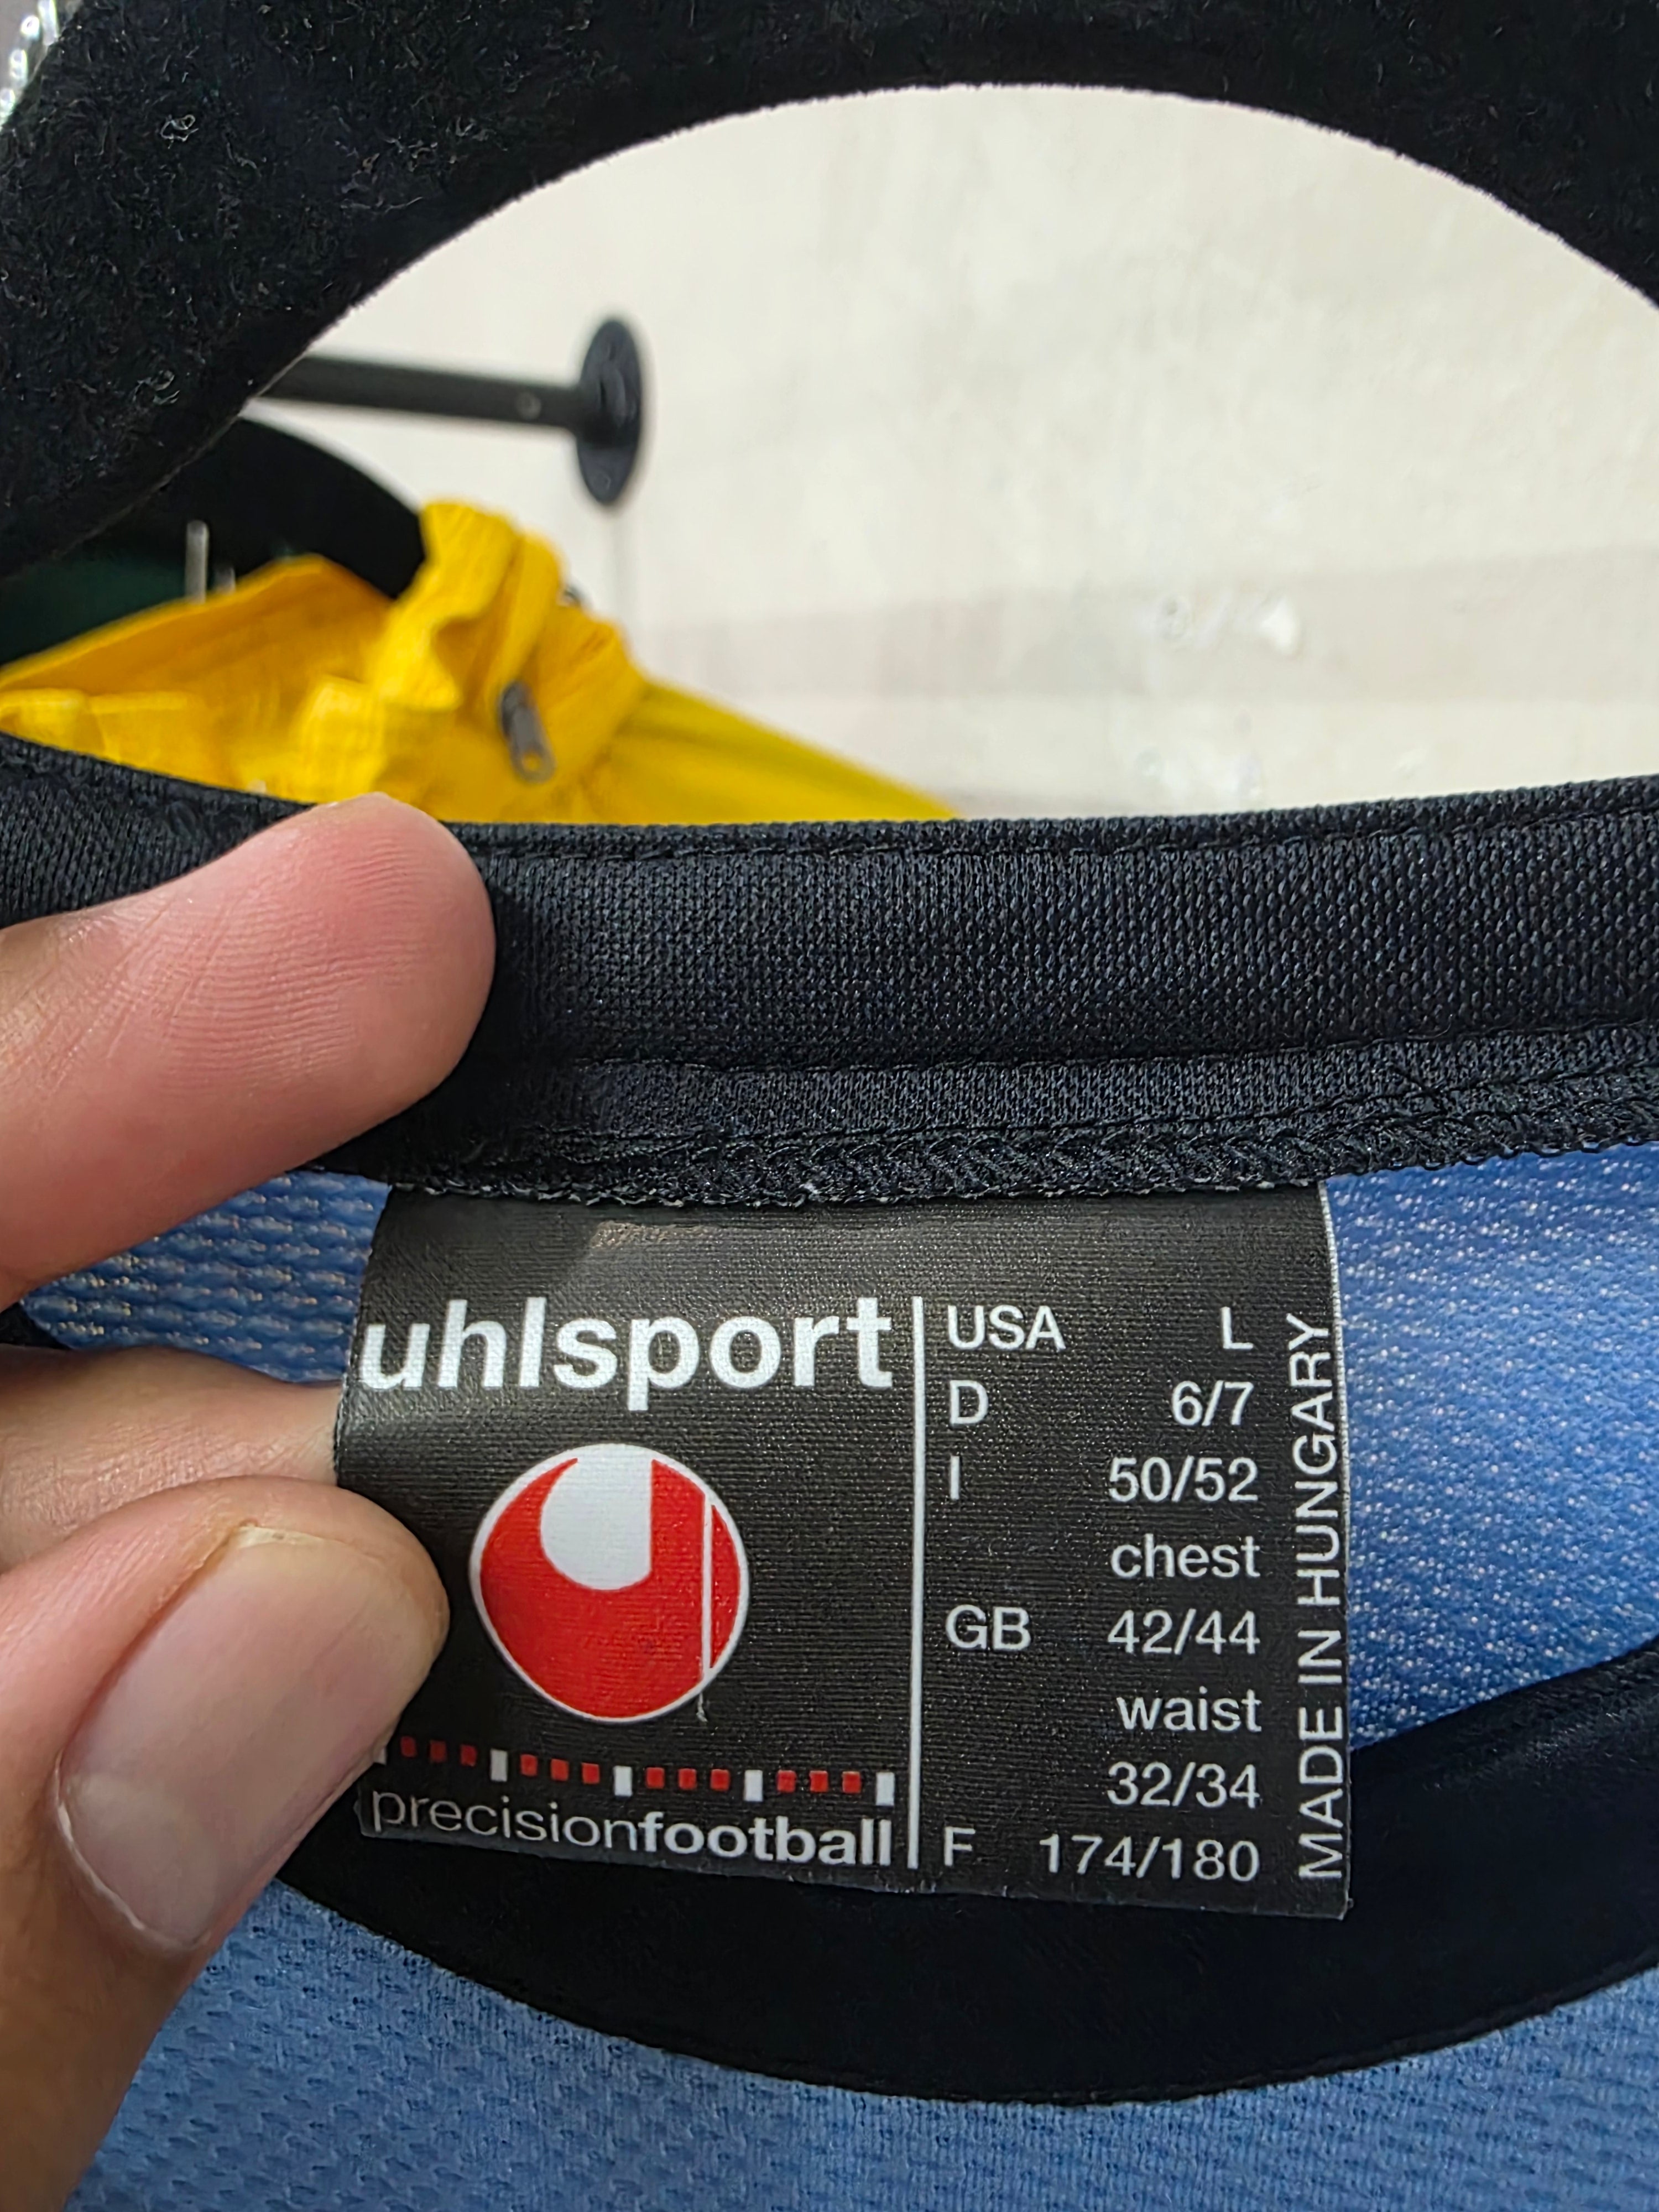 uhlsport
precisionfootball
USA L
D 6/7
I 50/52
chest
GB 42/44
waist
32/34
F 174/180
MADE IN HUNGARY